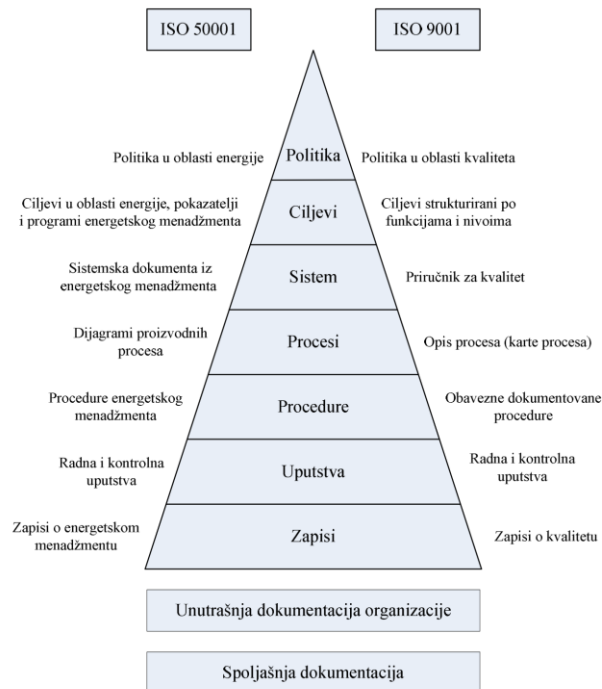 ISO 50001
ISO 9001
Politika u oblasti energije
Politika
Politika u oblasti kvaliteta
Ciljevi u oblasti energije, pokazatelji
i programi energetskog menadžmenta
Ciljevi
Ciljevi strukturirani po
funkcijama i nivoima
Sistemska dokumenta iz
energetskog menadžmenta
Sistem
Priručnik za kvalitet
Dijagrami proizvodnih
procesa
Procesi
Opis procesa (karte procesa)
Procedure energetskog
menadžmenta
Procedure
Obavezne dokumentovane
procedure
Radna i kontrolna
uputstva
Uputstva
Radna i kontrolna
uputstva
Zapisi o energetskom
menadžmentu
Zapisi
Zapisi o kvalitetu
Unutrašnja dokumentacija organizacije
Spoljašnja dokumentacija